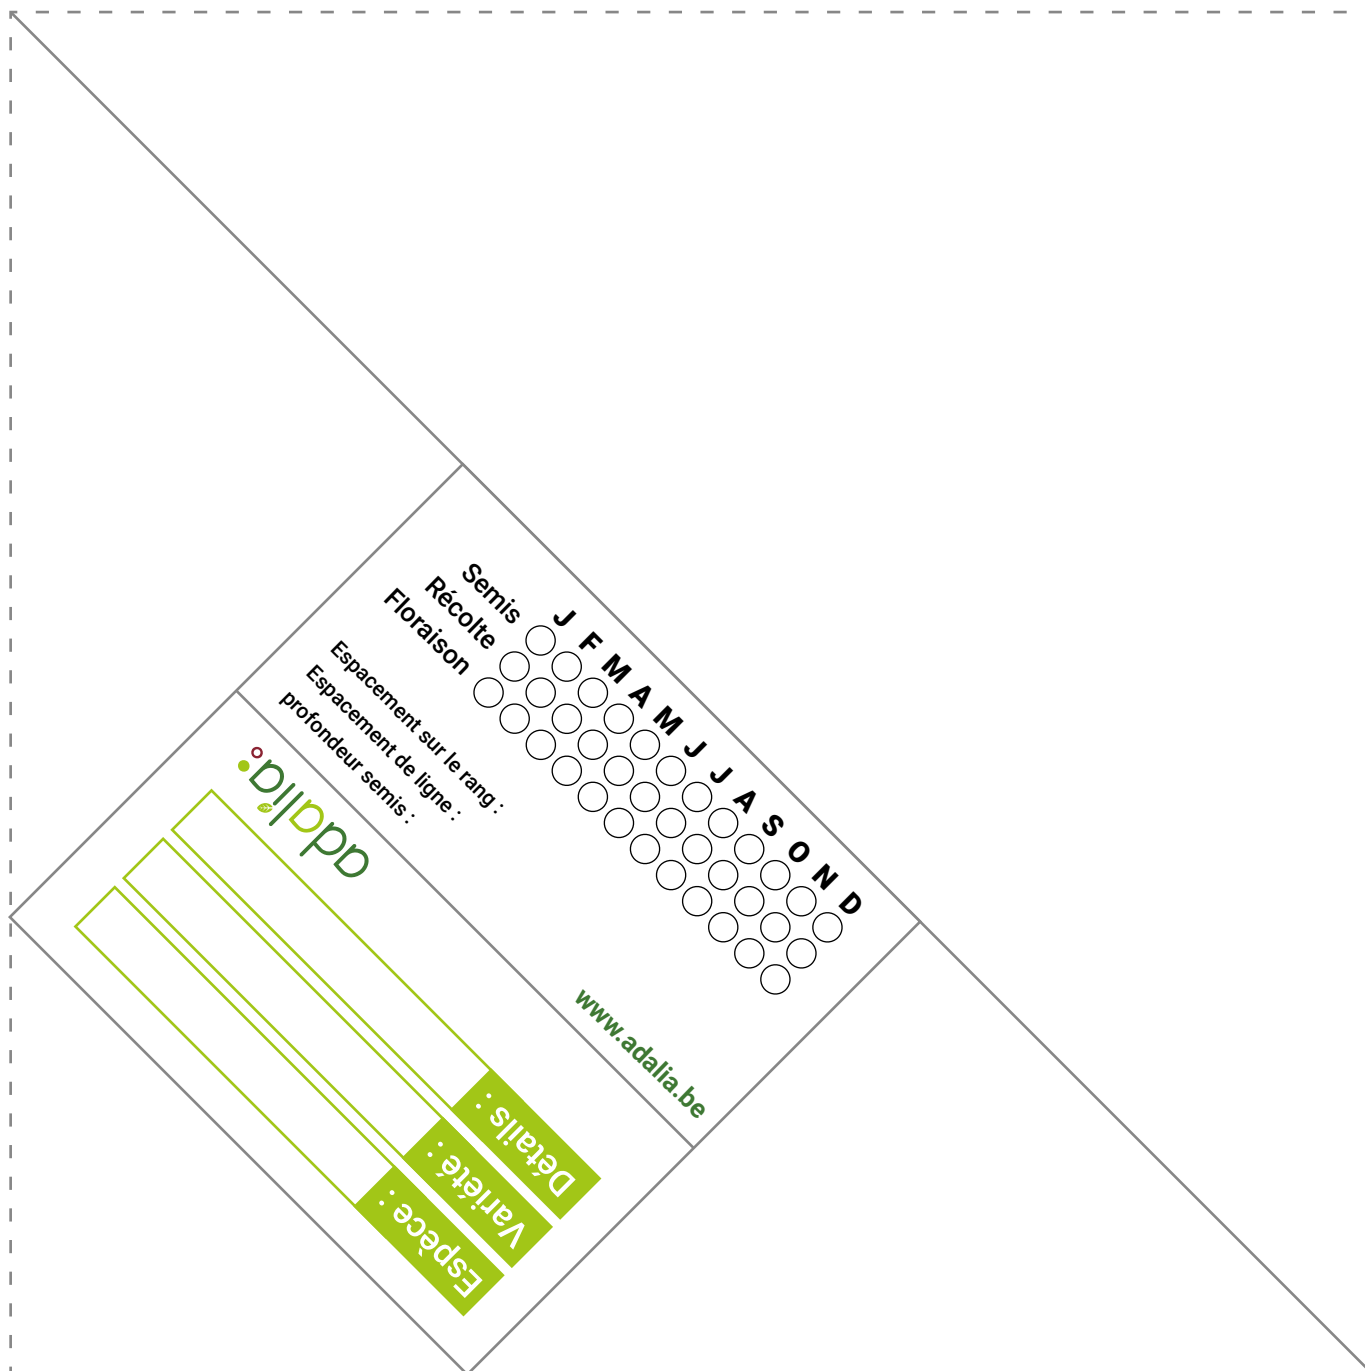 J F M A M J J A S O N D
Semis
Récolte
Floraison
Espacement sur le rang :
Espacement de ligne :
profondeur semis :
www.adalia.be
adalia
Espèce :
Variété :
Détails :